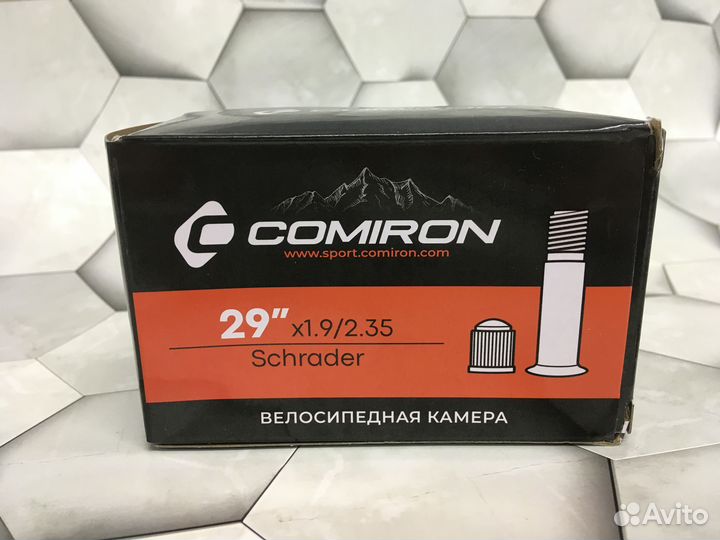 COMIRON
www.sport.comiron.com
29” x1.9/2.35
Schrader
ВЕЛОСИПЕДНАЯ КАМЕРА
Avito